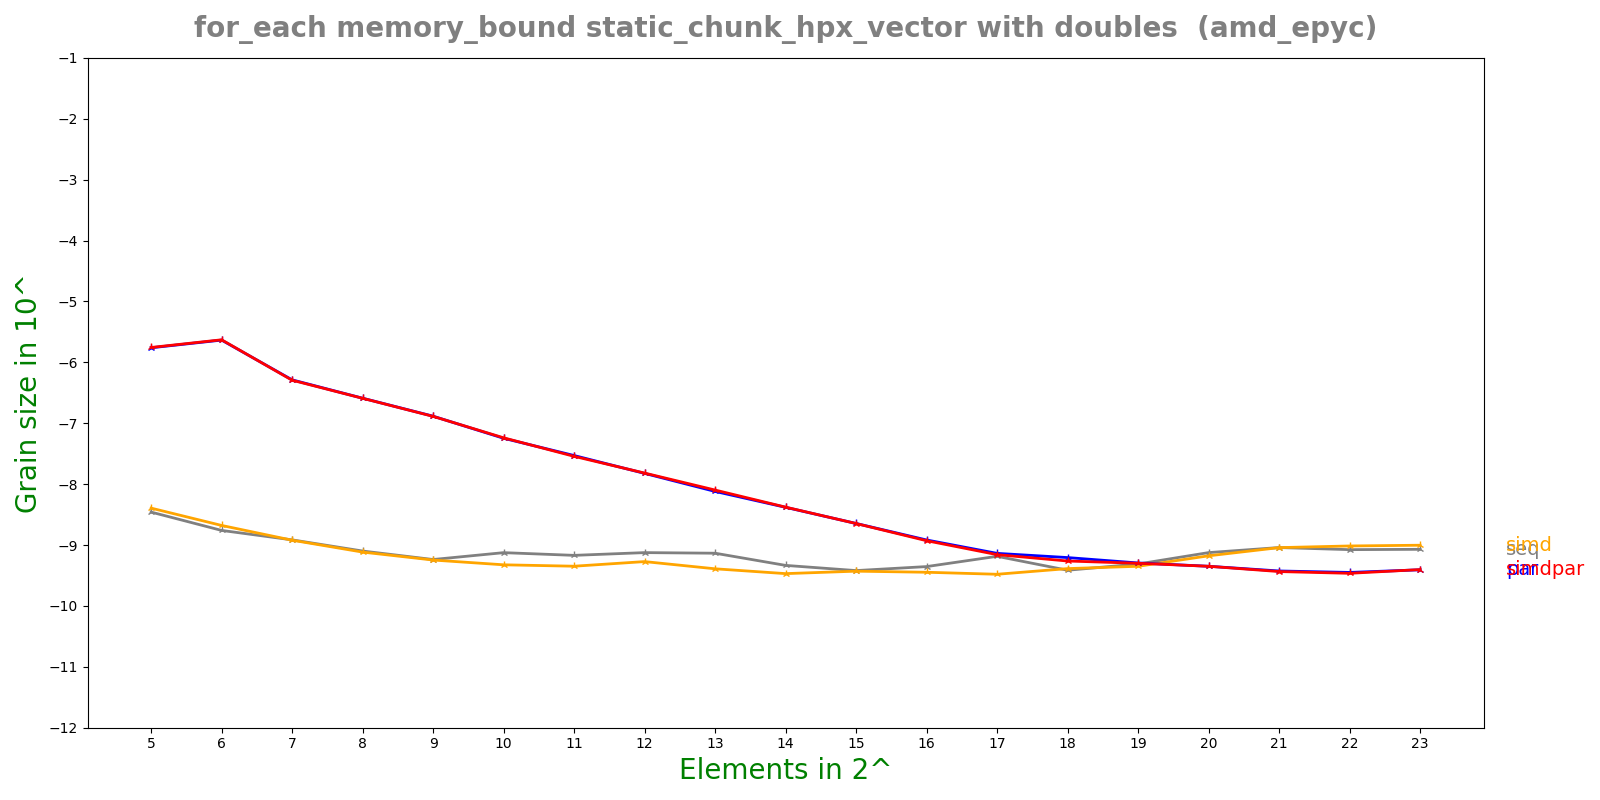 for_each memory_bound static_chunk_hpx_vector with doubles (amd_epyc)
Grain size in 10^
−1
−2
−3
−4
−5
−6
−7
−8
−9
−10
−11
−12
simd
seq
par
simdpar
5 6 7 8 9 10 11 12 13 14 15 16 17 18 19 20 21 22 23
Elements in 2^